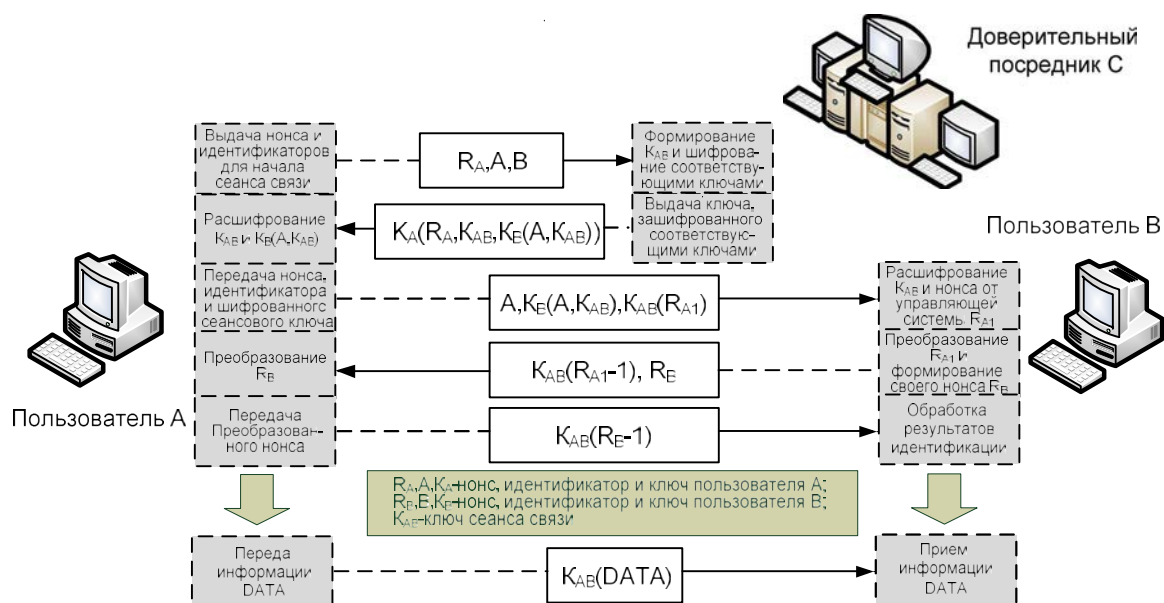 Доверительный
посредник С
Выдача нонса и
идентификаторов
для начала
сеанса связи
RA,A,B
Формирование
KAB и шифрова-
ние соответству-
ющими ключами
Расшифрование
KAB и KB(A,KAB)
KA(RA,KAB,KB(A,KAB))
Выдача ключа,
зашифрованного
соответствую-
щими ключами
Пользователь В
Передача нонса,
идентификатора
и шифрованного
сеансового ключа
A,KB(A,KAB),KAB(RA1)
Расшифрование
KAB и нонса от
управляющей
системы RA1
Преобразование
RB
KAB(RA1-1), RB
Преобразование
RA1 и
формирование
своего нонса RB
Пользователь А
Передача
Преобразован-
ного нонса
KAB(RB-1)
Обработка
результатов
идентификации
RA,A,KA-нонс, идентификатор и ключ пользователя А;
RB,B,KB-нонс, идентификатор и ключ пользователя В;
KAB-ключ сеанса связи
Переда
информации
DATA
KAB(DATA)
Прием
информации
DATA